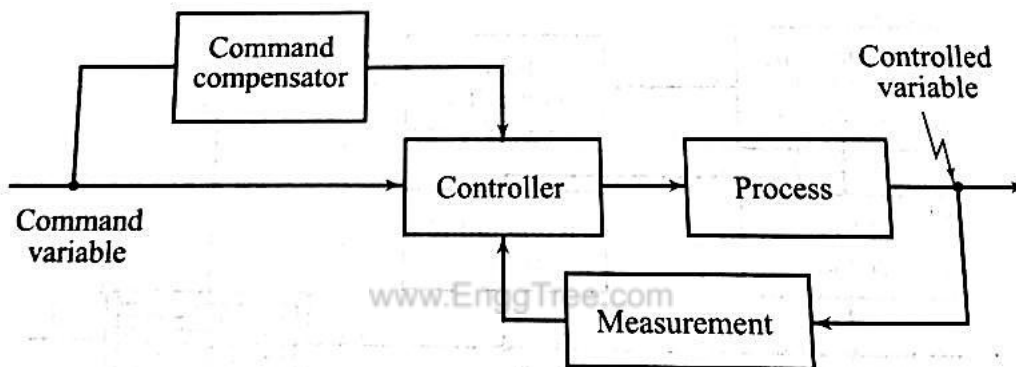 Command
compensator
Controlled
variable
Controller
Process
Command
variable
www.EnggTree.com
Measurement